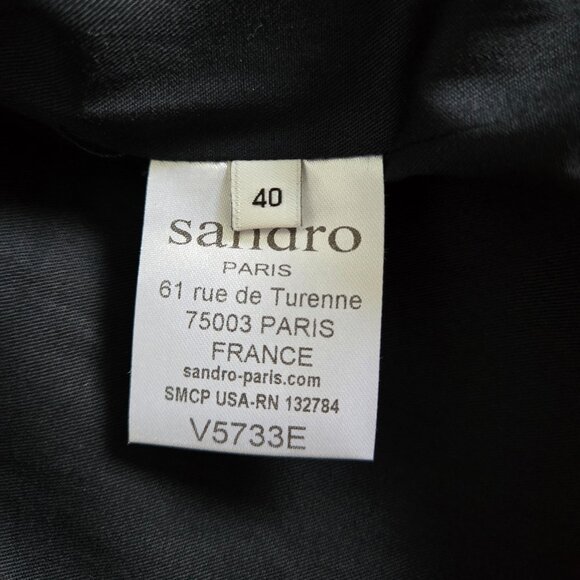 40
sandro
PARIS
61 rue de Turenne
75003 PARIS
FRANCE
sandro-paris.com
SMCP USA-RN 132784
V5733E